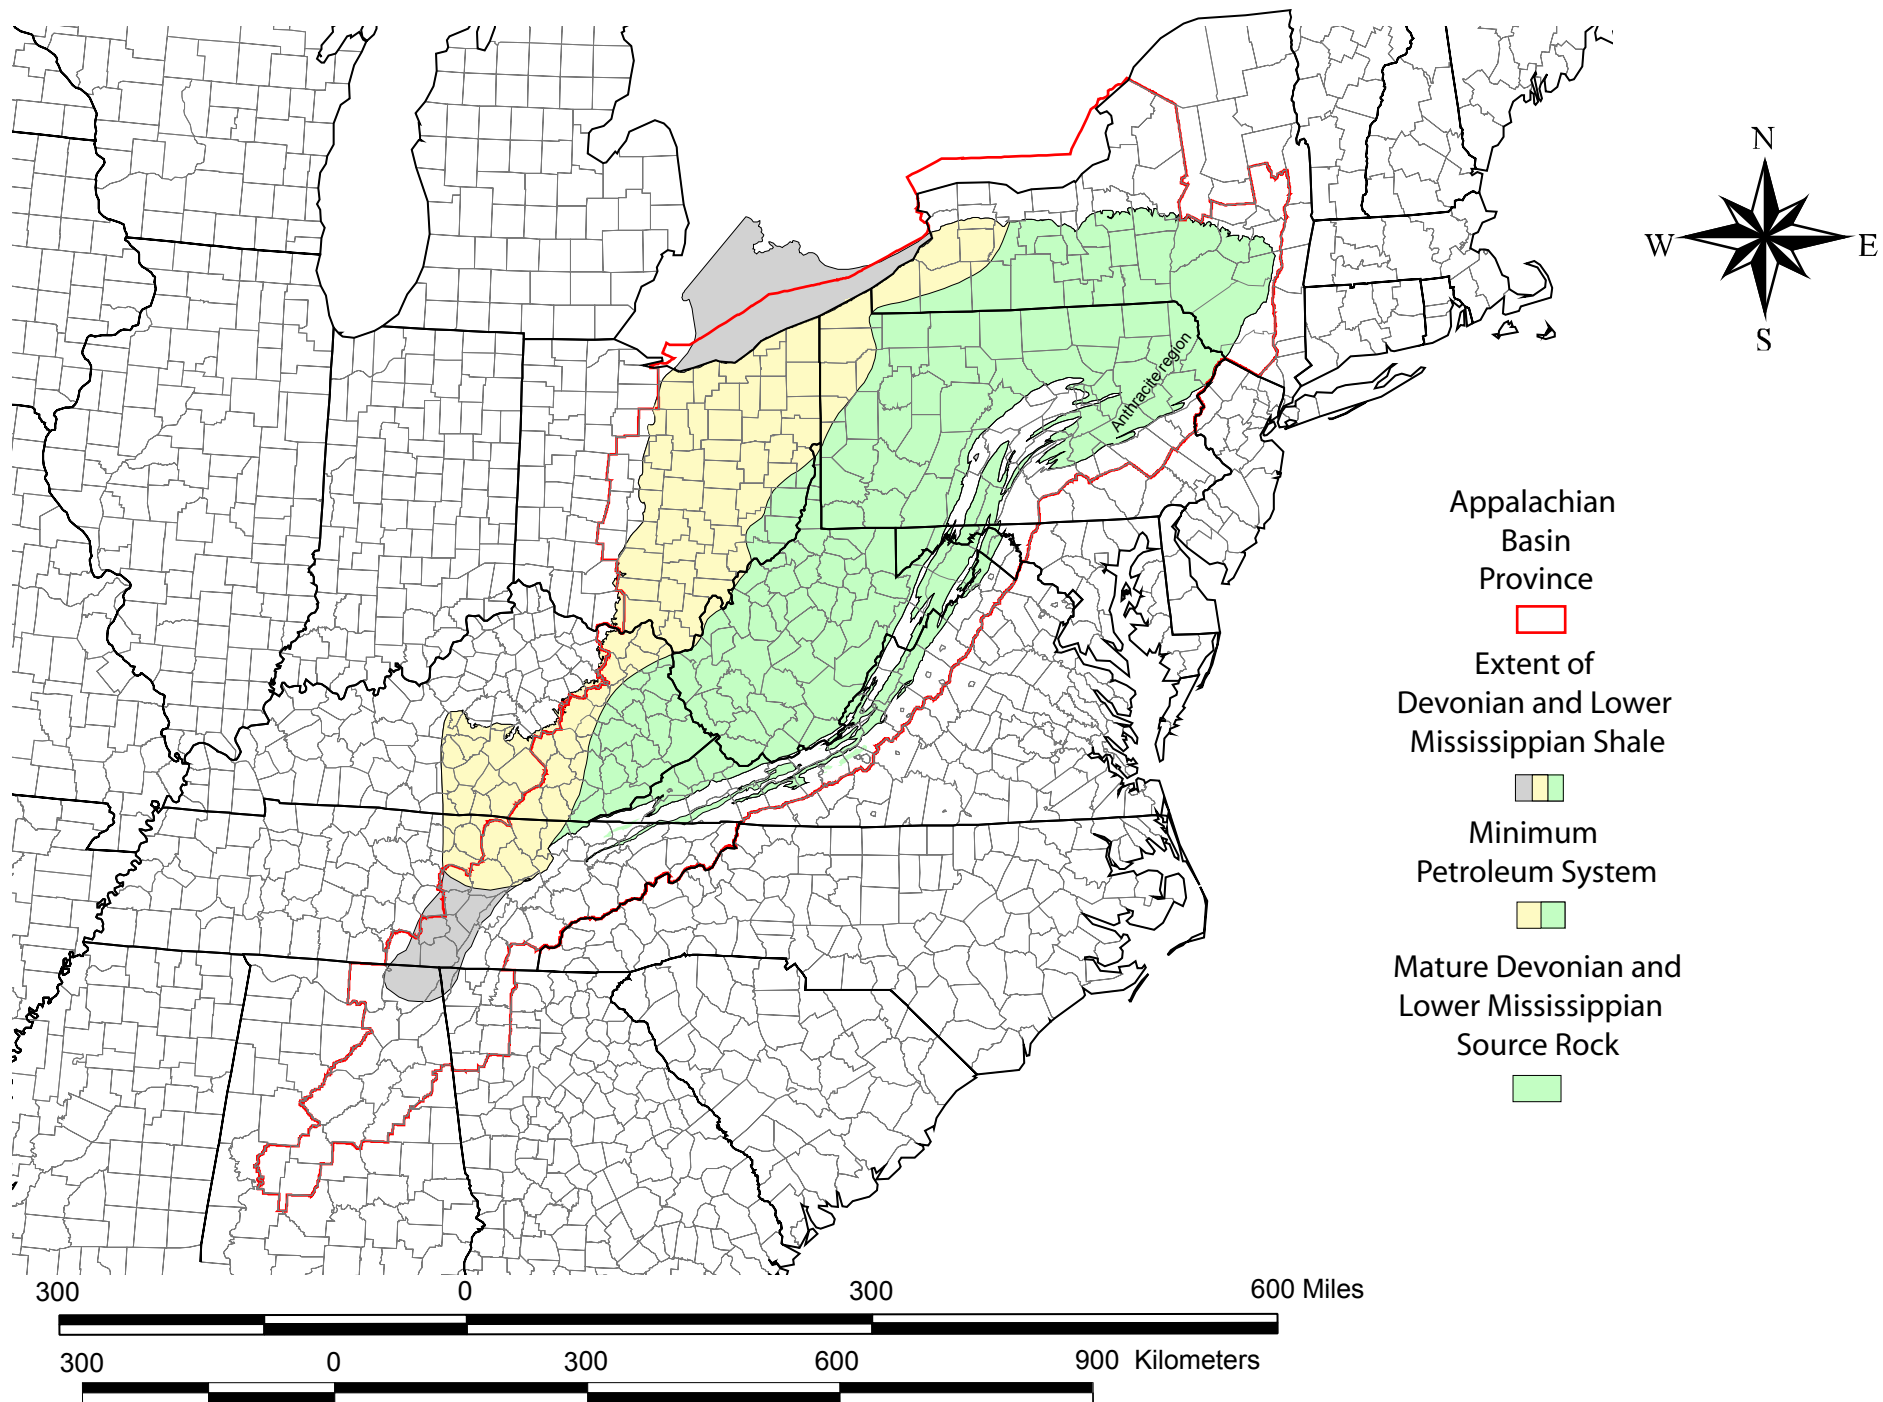 N
W
E
S
Anthracite region
Appalachian
Basin
Province
Extent of
Devonian and Lower
Mississippian Shale
Minimum
Petroleum System
Mature Devonian and
Lower Mississippian
Source Rock
300 0 300 600 Miles
300 0 300 600 900 Kilometers